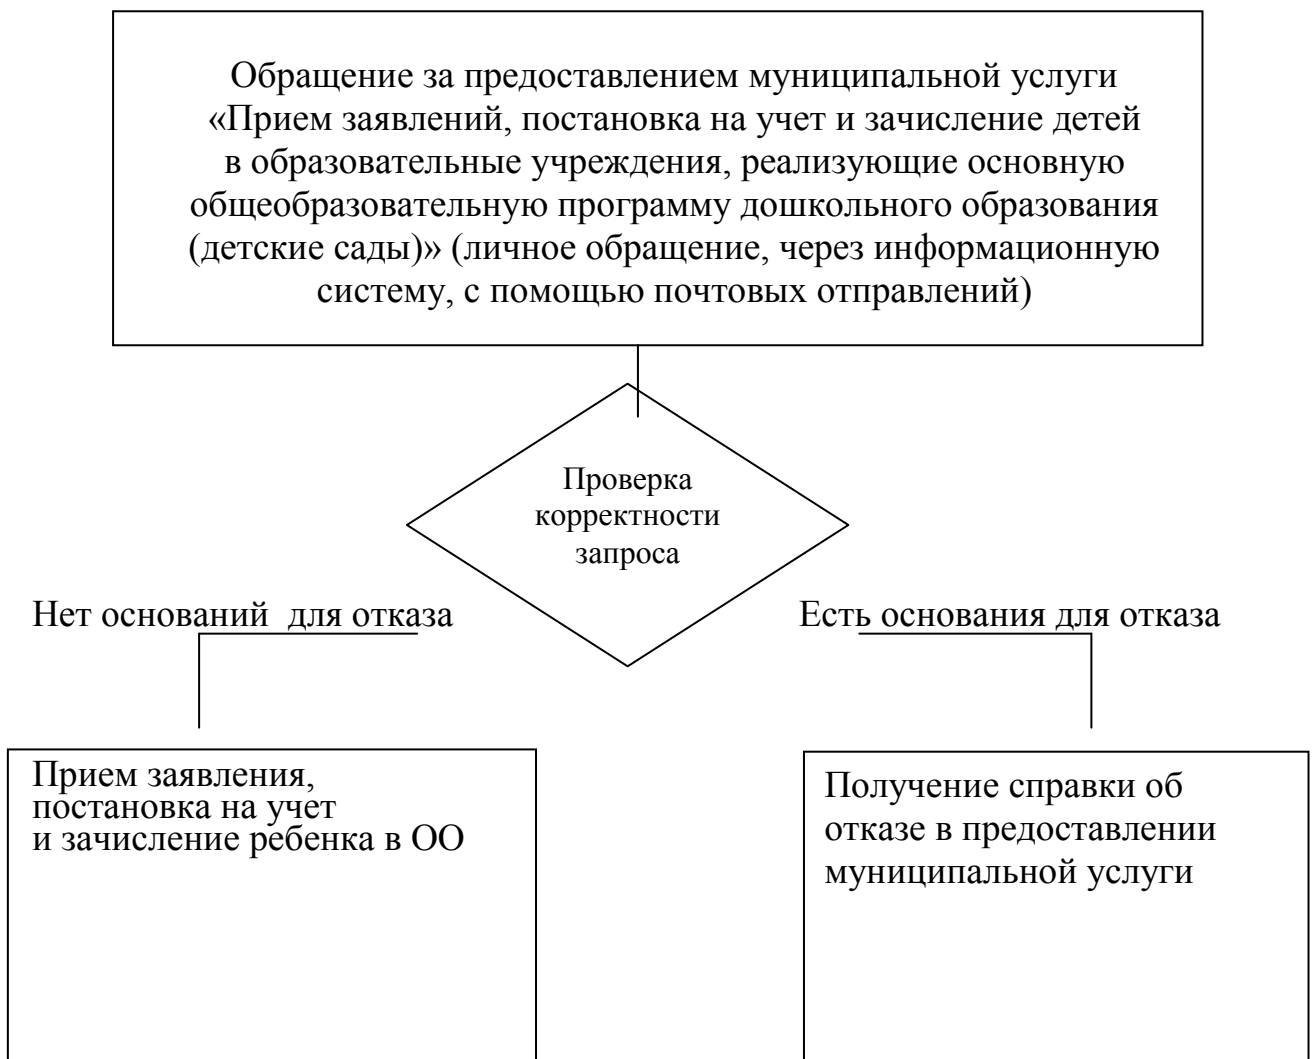 Обращение за предоставлением муниципальной услуги
«Прием заявлений, постановка на учет и зачисление детей
в образовательные учреждения, реализующие основную
общеобразовательную программу дошкольного образования
(детские сады)» (личное обращение, через информационную
систему, с помощью почтовых отправлений)
Проверка
корректности
запроса
Нет оснований для отказа
Есть основания для отказа
Прием заявления,
постановка на учет
и зачисление ребенка в ОО
Получение справки об
отказе в предоставлении
муниципальной услуги